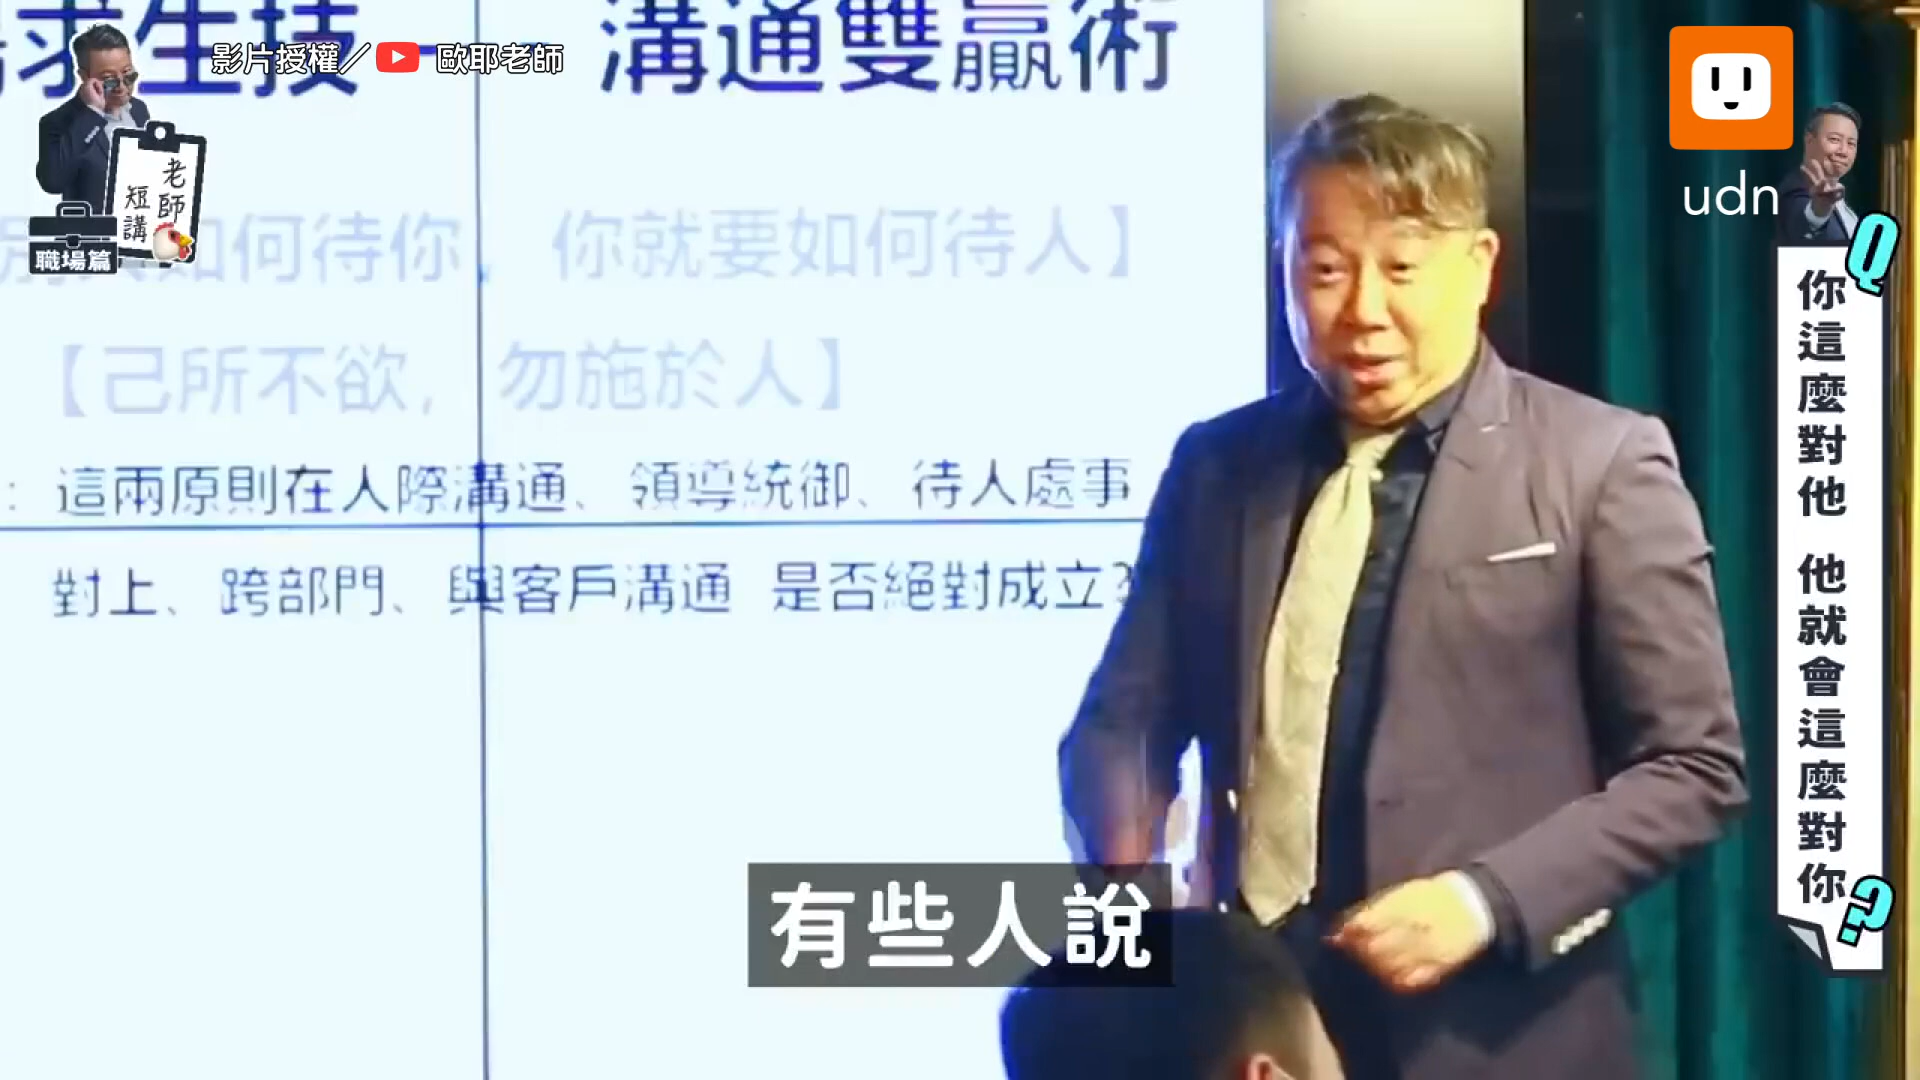 求生技 — 溝通雙贏術
影片授權／ 歐耶老師
老師
短講
職場篇
如何待你，你就要如何待人】
【己所不欲，勿施於人】
：這兩原則在人際溝通、領導統御、待人處事
對上、跨部門、與客戶溝通 是否絕對成立?
udn
Q
你這麼對他 他就會這麼對你
?
有些人說